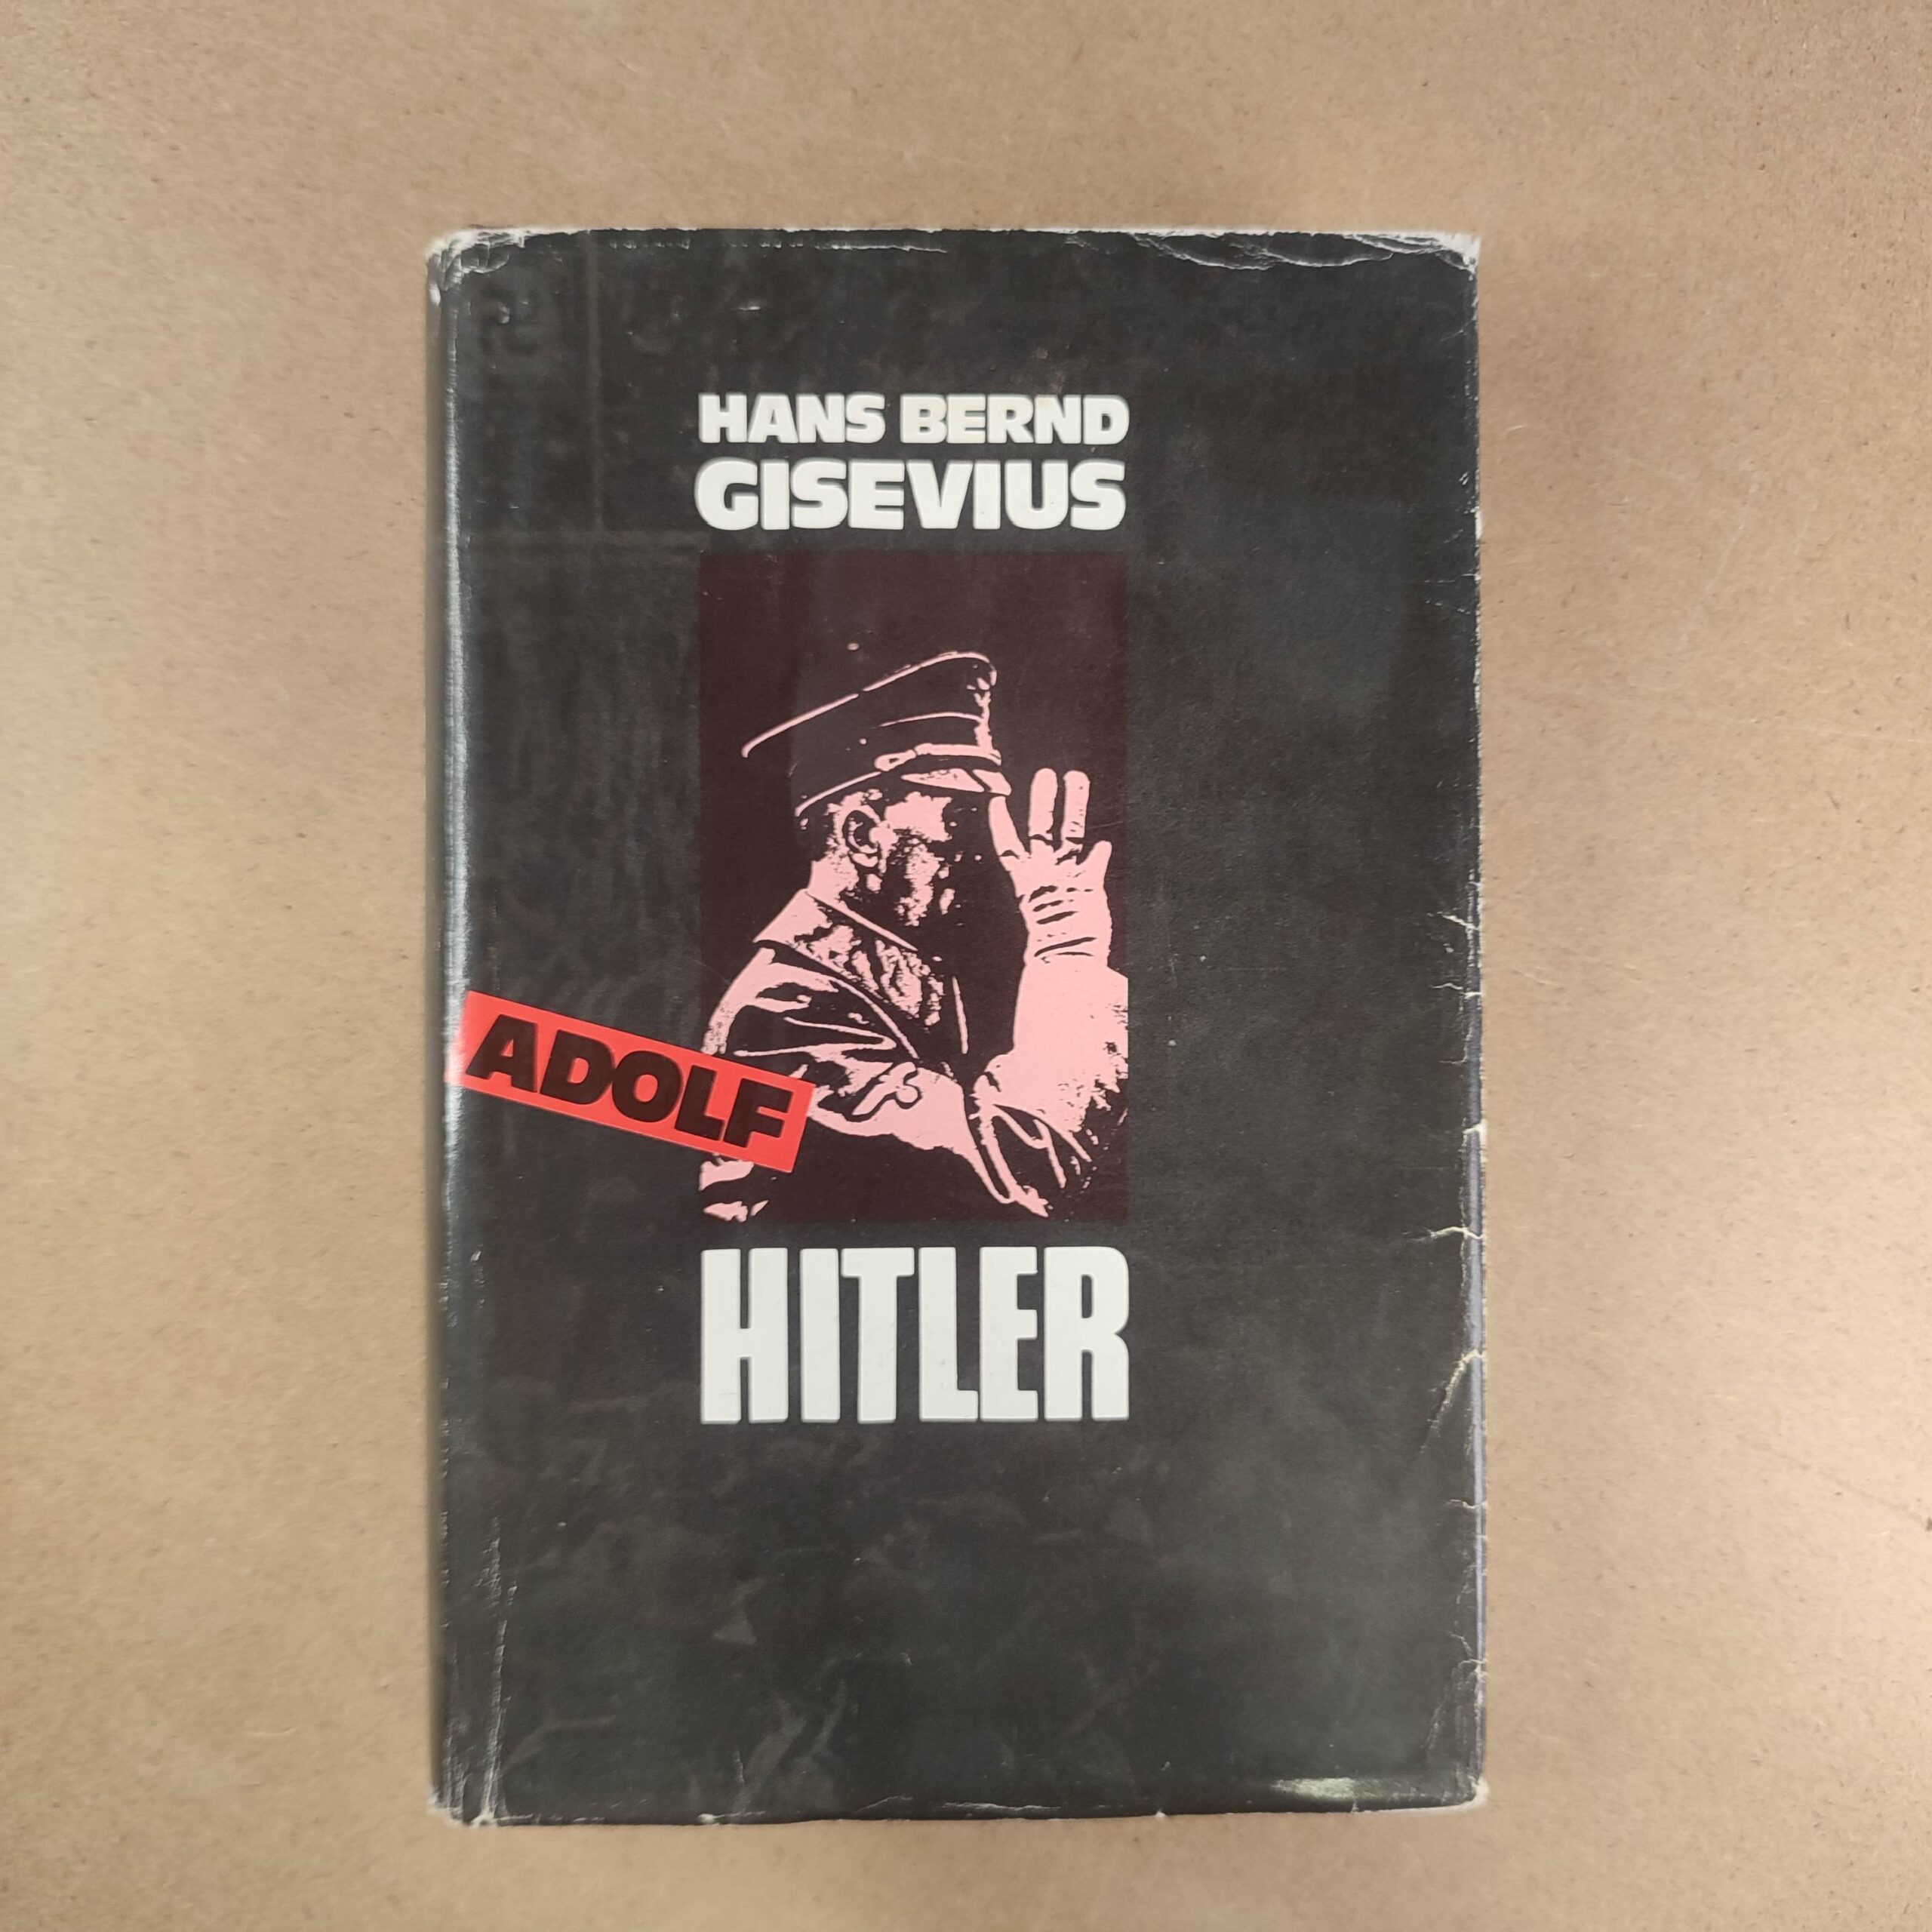 HANS BERND
GISEVIUS
ADOLF
HITLER